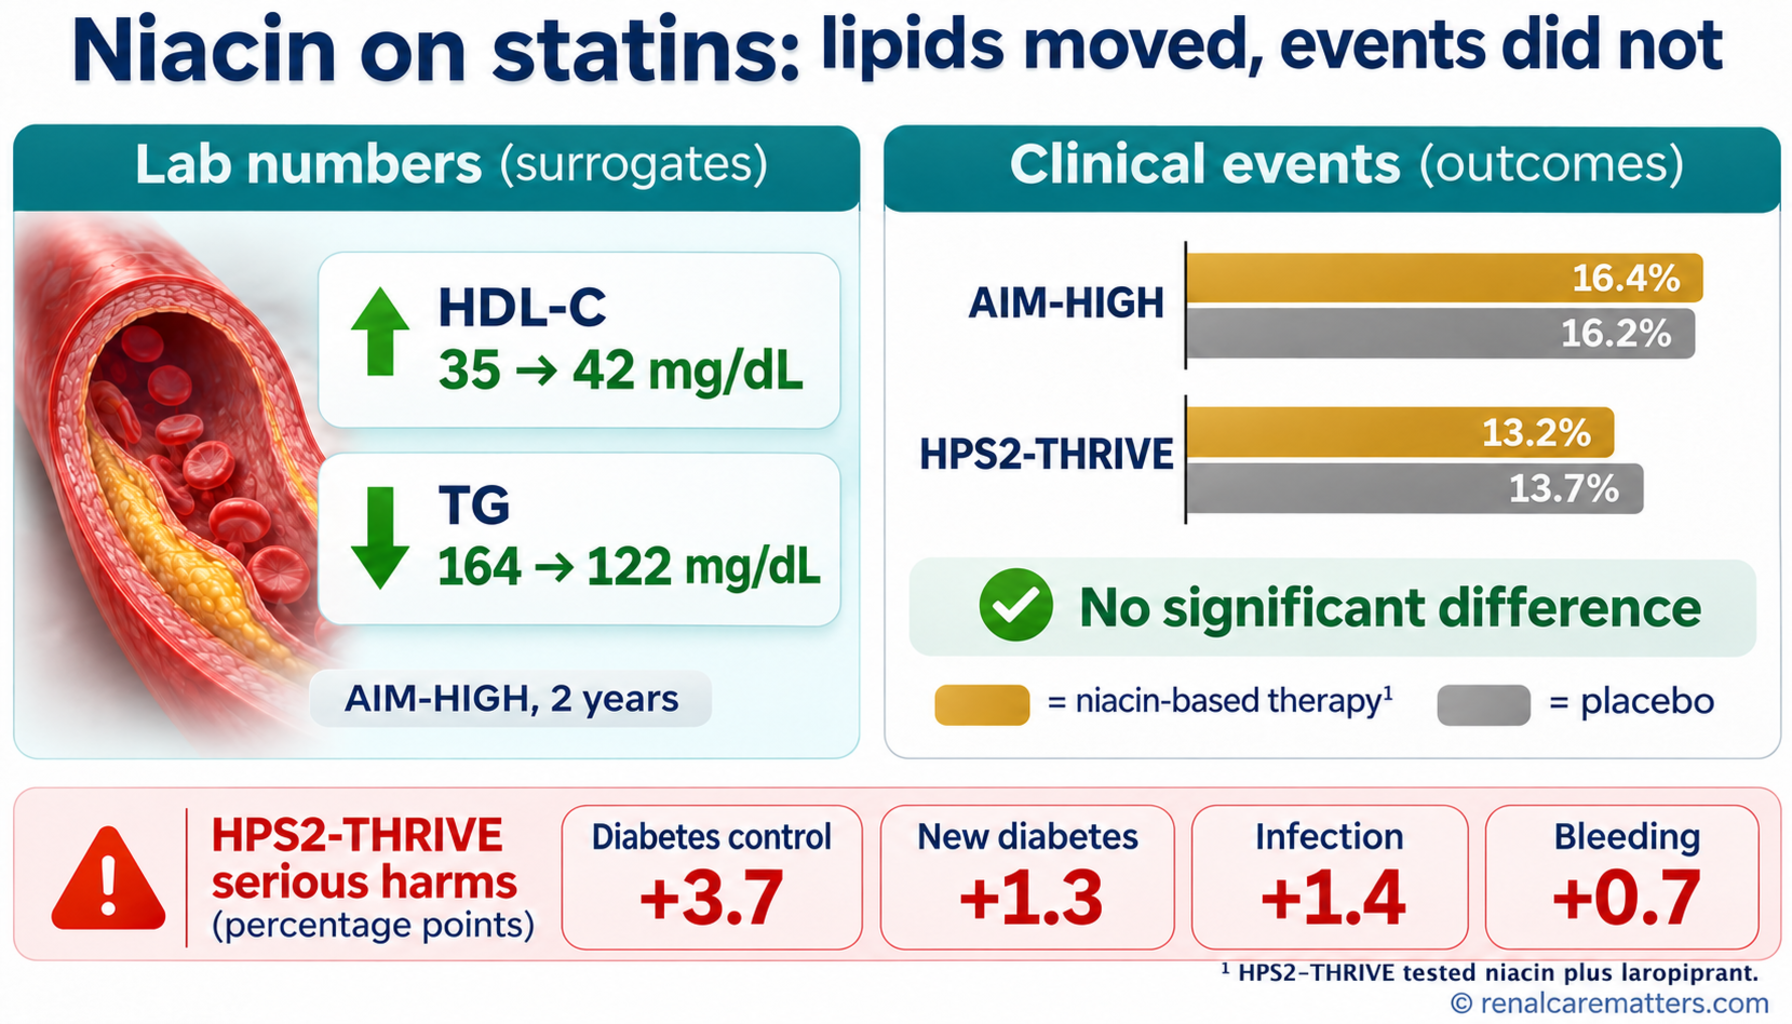 Niacin on statins: lipids moved, events did not
Lab numbers (surrogates)
HDL-C
35 → 42 mg/dL
TG
164 → 122 mg/dL
AIM-HIGH, 2 years
Clinical events (outcomes)
AIM-HIGH
16.4%
16.2%
HPS2-THRIVE
13.2%
13.7%
No significant difference
= niacin-based therapy¹
= placebo
HPS2-THRIVE
serious harms
(percentage points)
Diabetes control
+3.7
New diabetes
+1.3
Infection
+1.4
Bleeding
+0.7
¹ HPS2-THRIVE tested niacin plus laropiprant.
© renalcarematters.com